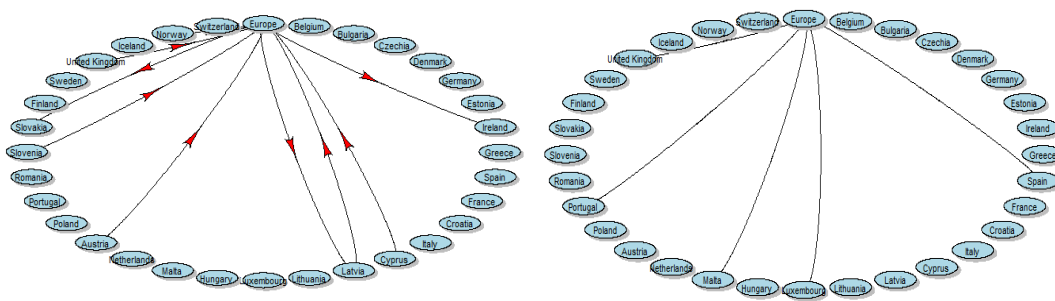 Europe
Belgium
Bulgaria
Czechia
Denmark
Germany
Estonia
Ireland
Greece
Spain
France
Croatia
Italy
Cyprus
Latvia
Lithuania
Luxembourg
Hungary
Malta
Netherlands
Austria
Poland
Portugal
Romania
Slovenia
Slovakia
Finland
Sweden
United Kingdom
Iceland
Norway
Switzerland
Europe
Belgium
Bulgaria
Czechia
Denmark
Germany
Estonia
Ireland
Greece
Spain
France
Croatia
Italy
Cyprus
Latvia
Lithuania
Luxembourg
Hungary
Malta
Netherlands
Austria
Poland
Portugal
Romania
Slovenia
Slovakia
Finland
Sweden
United Kingdom
Iceland
Norway
Switzerland